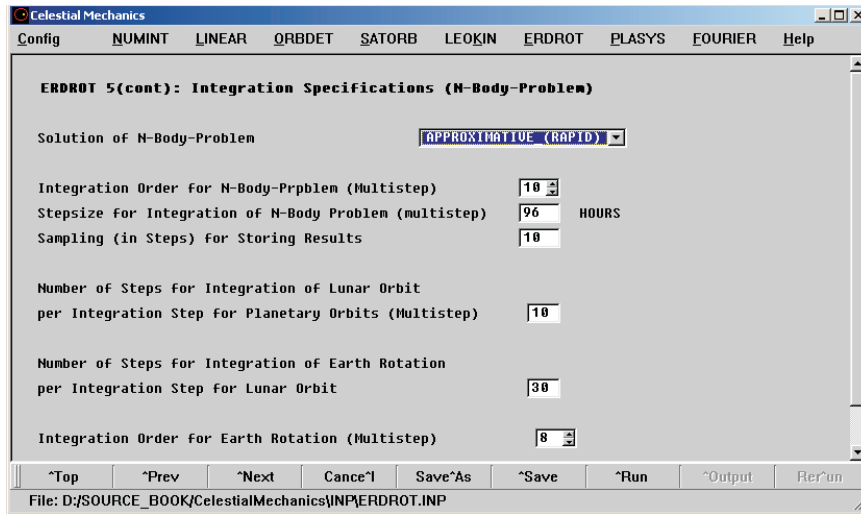 Celestial Mechanics
Config NUMINT LINEAR ORBDET SATORB LEOKIN ERDROT PLASYS FOURIER Help
ERDROT 5(cont): Integration Specifications (N-Body-Problem)
Solution of N-Body-Problem APPROXIMATIVE_(RAPID)
Integration Order for N-Body-Prpblem (Multistep) 10
Stepsize for Integration of N-Body Problem (multistep) 96 HOURS
Sampling (in Steps) for Storing Results 10
Number of Steps for Integration of Lunar Orbit
per Integration Step for Planetary Orbits (Multistep) 10
Number of Steps for Integration of Earth Rotation
per Integration Step for Lunar Orbit 30
Integration Order for Earth Rotation (Multistep) 8
^Top ^Prev ^Next Cance^l Save^As ^Save ^Run ^Output Rer^un
File: D:/SOURCE_BOOK/CelestialMechanics\INP\ERDROT.INP